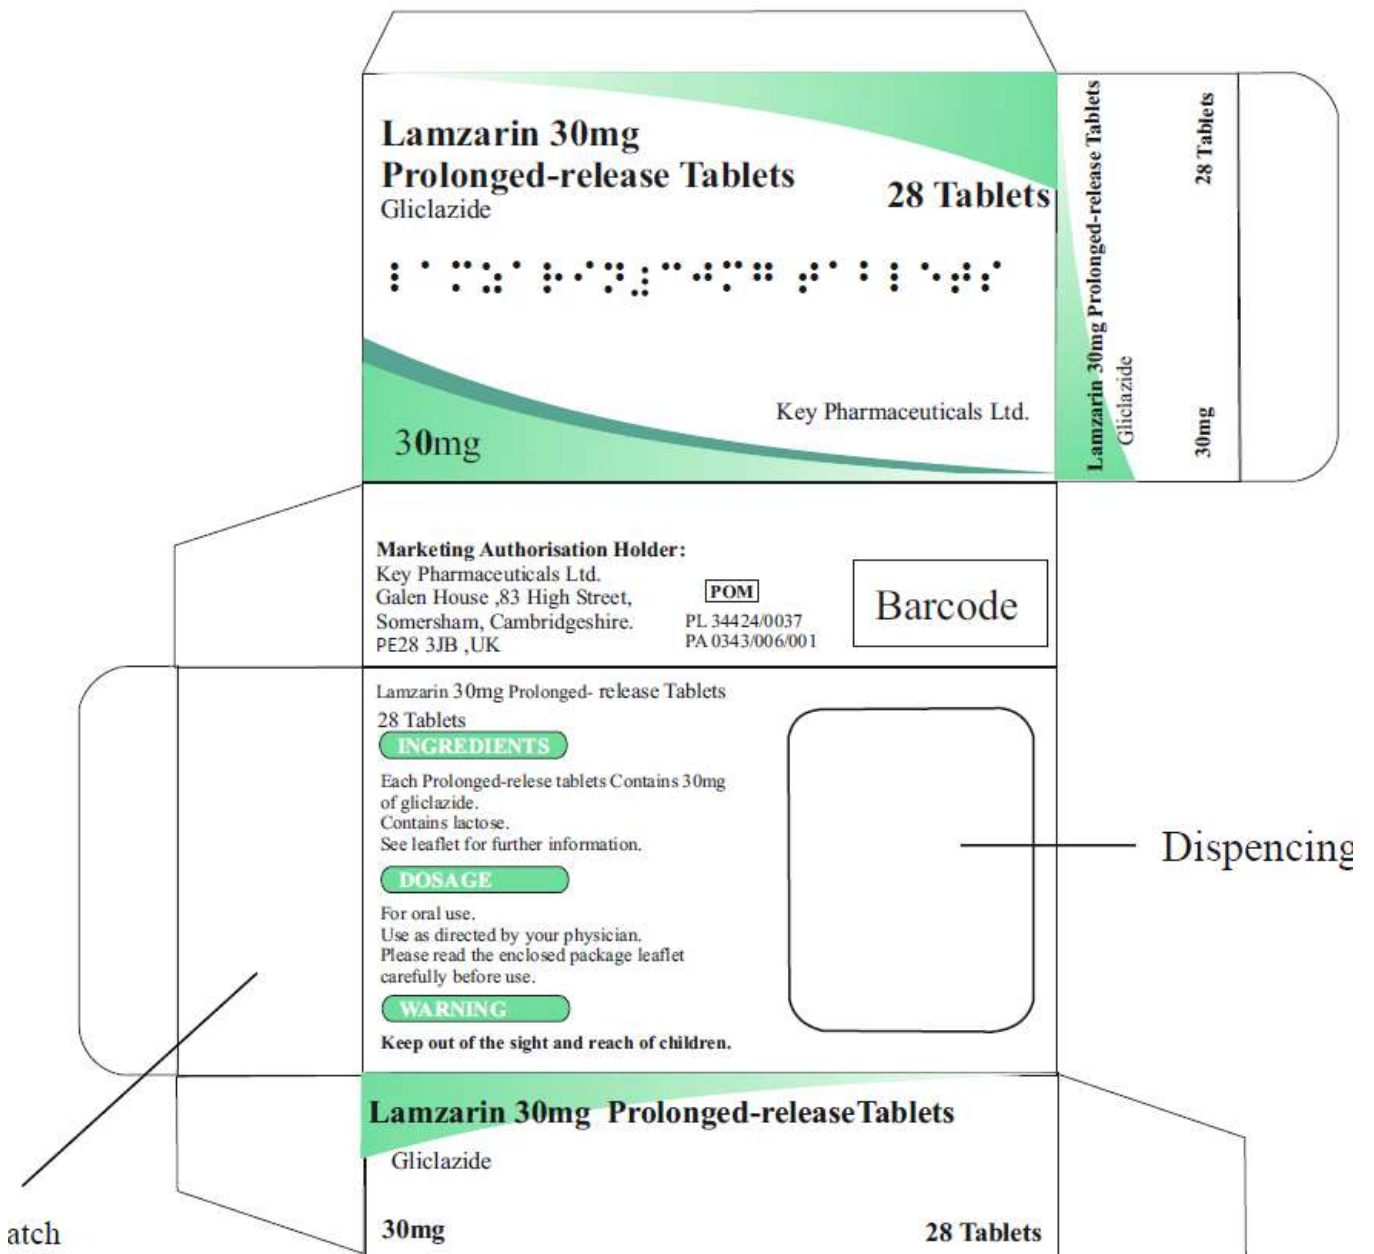 Lamzarin 30mg
Prolonged-release Tablets
Gliclazide
28 Tablets
⠇⠁⠍⠵⠁⠗⠊⠝⠼⠉⠚⠍⠛ ⠞⠁⠃⠇⠑⠞⠎
Key Pharmaceuticals Ltd.
30mg
Lamzarin 30mg Prolonged-release Tablets
Gliclazide
30mg
28 Tablets
Marketing Authorisation Holder:
Key Pharmaceuticals Ltd.
Galen House ,83 High Street,
Somersham, Cambridgeshire.
PE28 3JB ,UK
POM
PL 34424/0037
PA 0343/006/001
Barcode
Lamzarin 30mg Prolonged- release Tablets
28 Tablets
INGREDIENTS
Each Prolonged-relese tablets Contains 30mg
of gliclazide.
Contains lactose.
See leaflet for further information.
DOSAGE
For oral use.
Use as directed by your physician.
Please read the enclosed package leaflet
carefully before use.
WARNING
Keep out of the sight and reach of children.
Dispencing
Lamzarin 30mg Prolonged-releaseTablets
Gliclazide
30mg
28 Tablets
atch